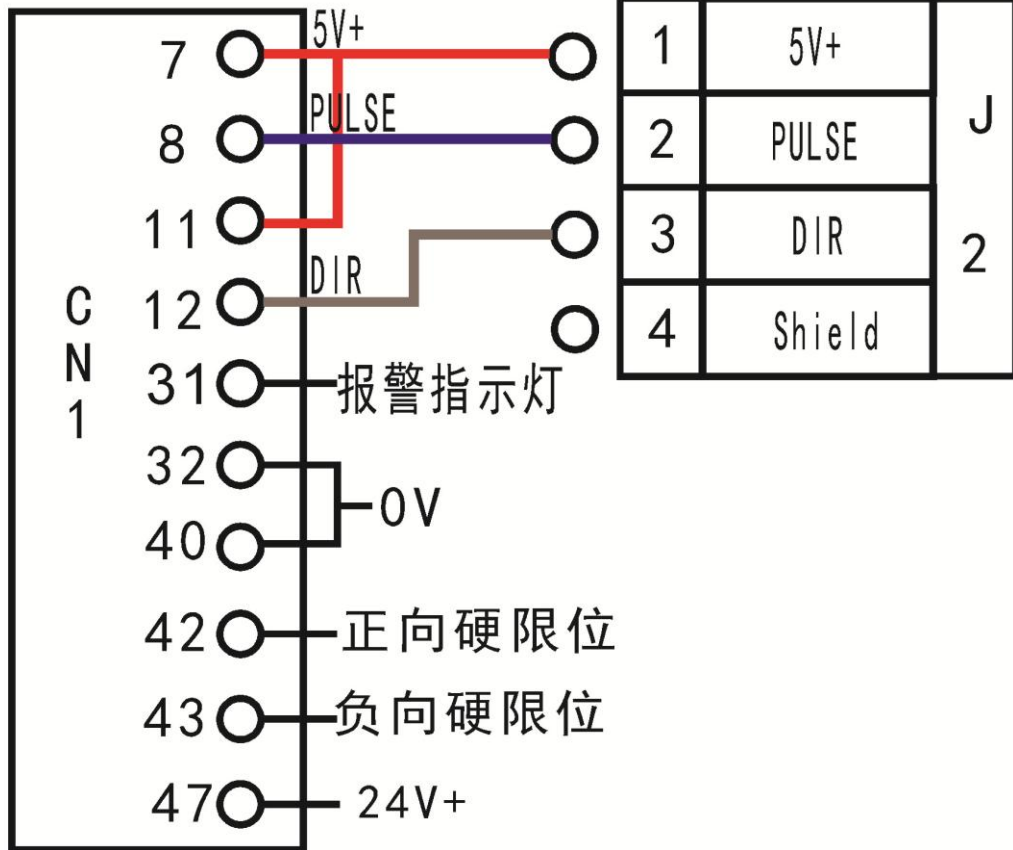 7 5V+ 1 5V+
8 PULSE 2 PULSE
11 3 DIR
12 DIR 4 Shield
J
2
C
N
1
31 报警指示灯
32
0V
40
42 正向硬限位
43 负向硬限位
47 24V+